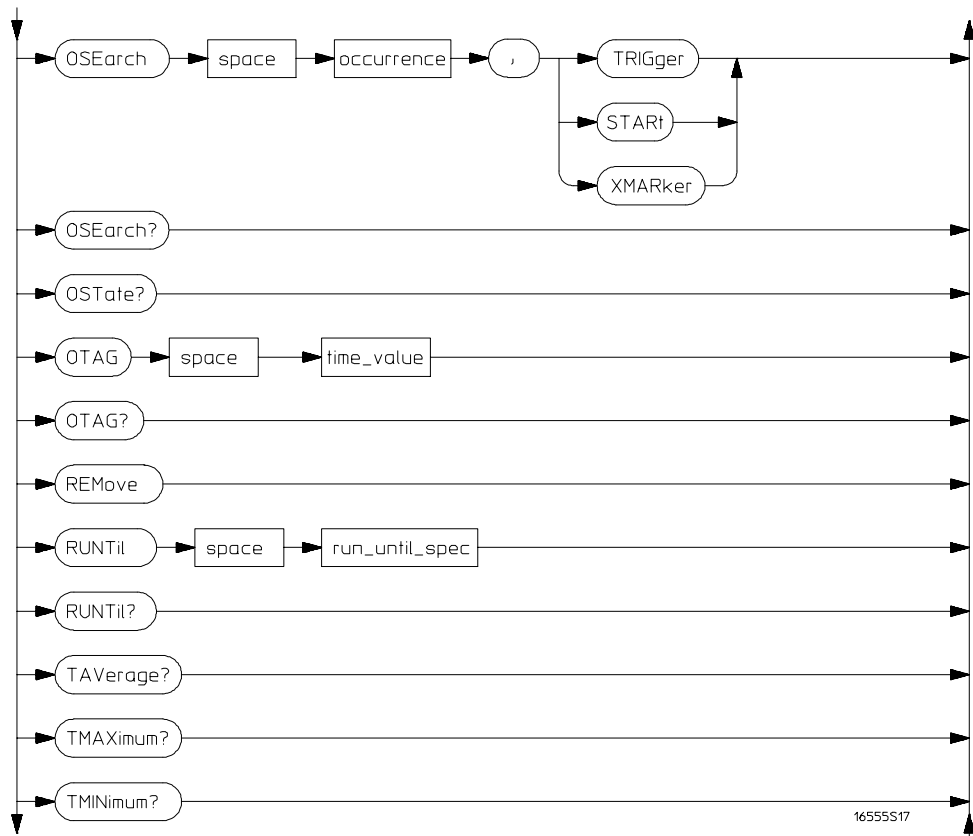 OSEarch space occurrence , TRIGger
STARt
XMARker
OSEarch?
OSTate?
OTAG space time_value
OTAG?
REMove
RUNTil space run_until_spec
RUNTil?
TAVerage?
TMAXimum?
TMINimum?
16555S17